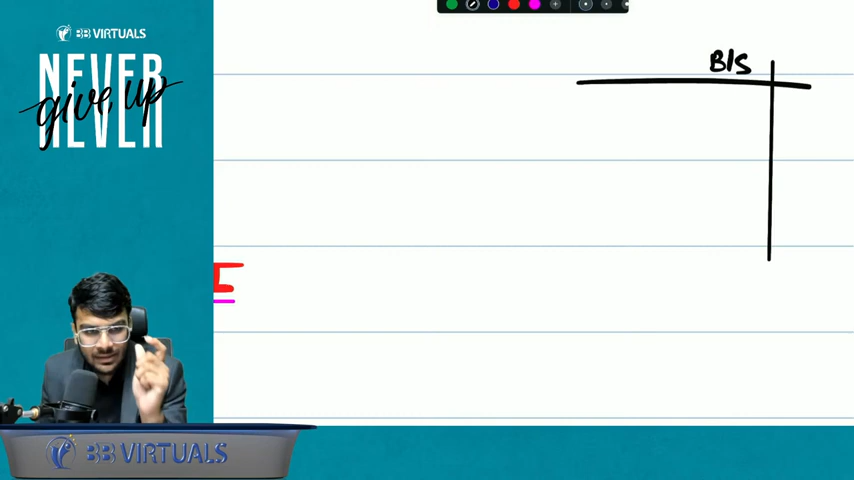 BB VIRTUALS
NEVER
give up
NEVER
B/S
E
BB VIRTUALS